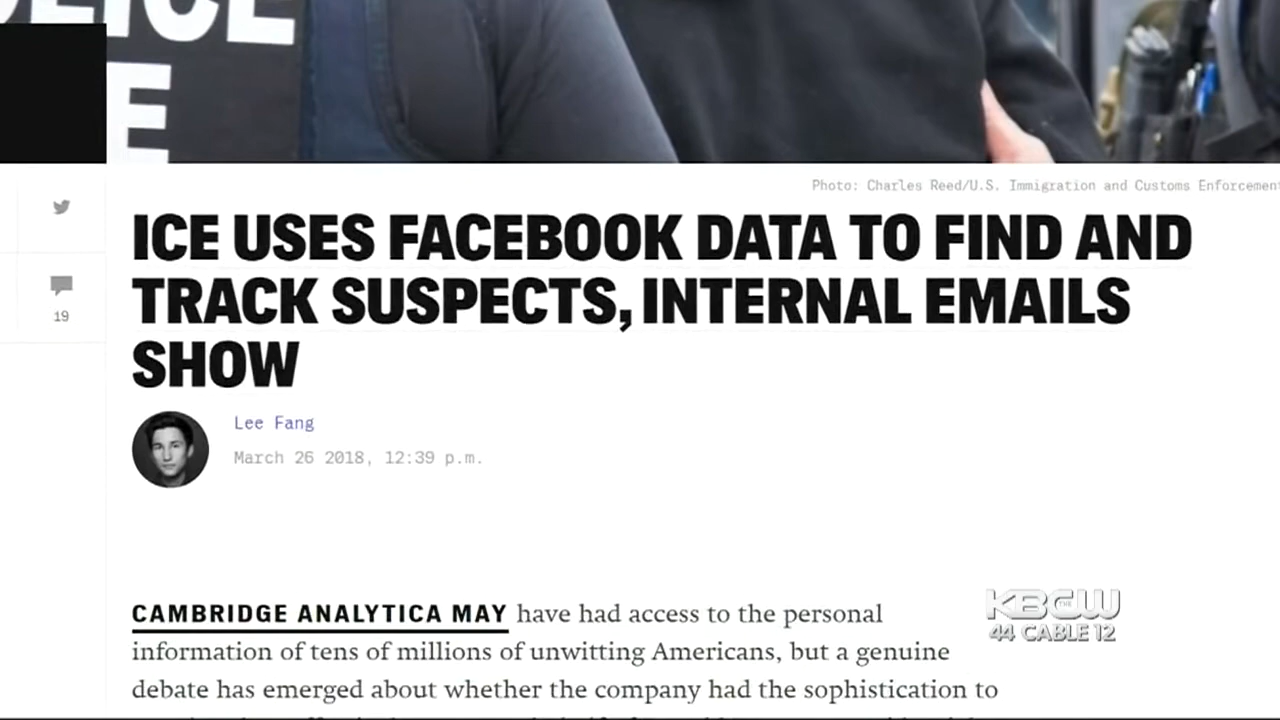 POLICE
E
Photo: Charles Reed/U.S. Immigration and Customs Enforcement
ICE USES FACEBOOK DATA TO FIND AND
TRACK SUSPECTS, INTERNAL EMAILS
SHOW
19
Lee Fang
March 26 2018, 12:39 p.m.
CAMBRIDGE ANALYTICA MAY have had access to the personal
information of tens of millions of unwitting Americans, but a genuine
debate has emerged about whether the company had the sophistication to
KBCW
THE
44 CABLE 12